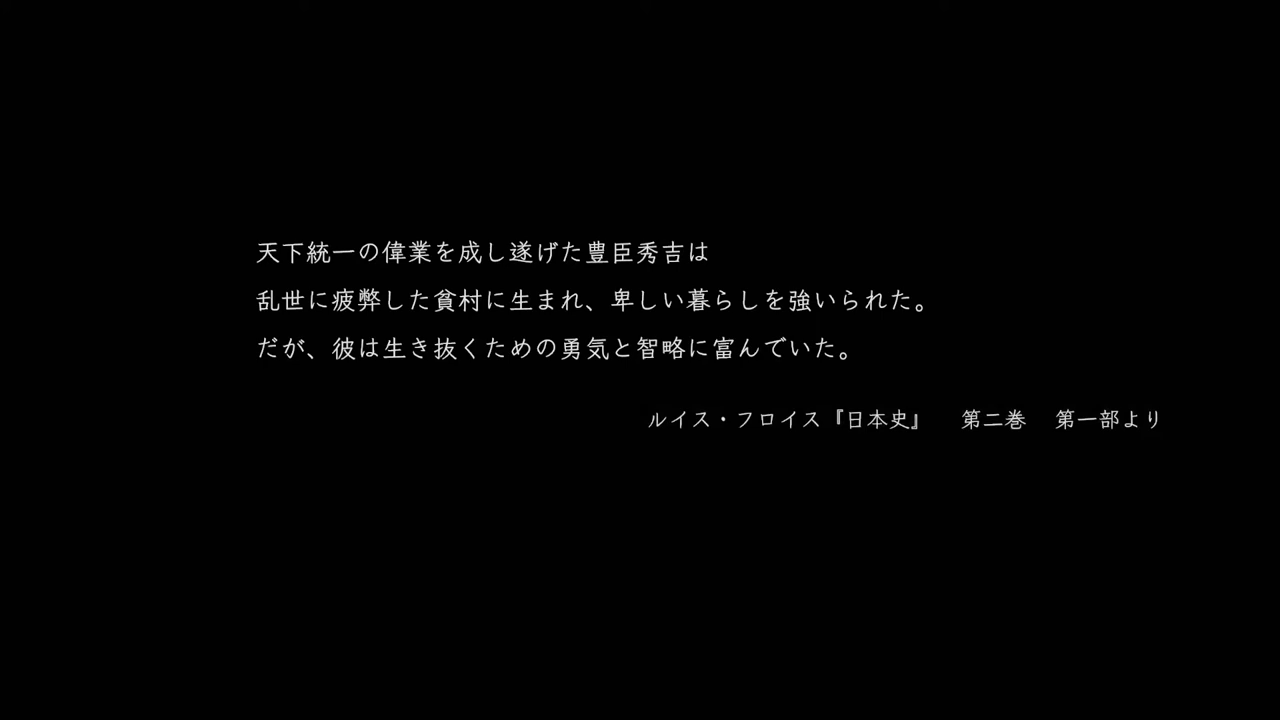 天下統一の偉業を成し遂げた豊臣秀吉は
乱世に疲弊した貧村に生まれ、卑しい暮らしを強いられた。
だが、彼は生き抜くための勇気と智略に富んでいた。
ルイス・フロイス『日本史』　第二巻　第一部より